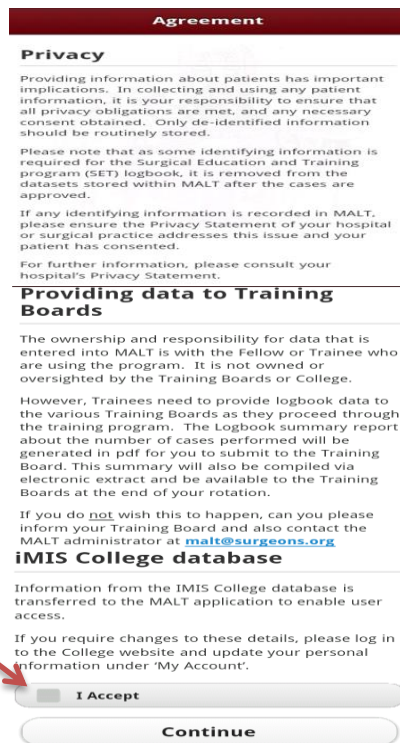 Agreement
Privacy
Providing information about patients has important
implications. In collecting and using any patient
information, it is your responsibility to ensure that
all privacy obligations are met, and any necessary
consent obtained. Only de-identified information
should be routinely stored.
Please note that as some identifying information is
required for the Surgical Education and Training
program (SET) logbook, it is removed from the
datasets stored within MALT after the cases are
approved.
If any identifying information is recorded in MALT,
please ensure the Privacy Statement of your hospital
or surgical practice addresses this issue and your
patient has consented.
For further information, please consult your
hospital's Privacy Statement.
Providing data to Training
Boards
The ownership and responsibility for data that is
entered into MALT is with the Fellow or Trainee who
are using the program. It is not owned or
oversighted by the Training Boards or College.
However, Trainees need to provide logbook data to
the various Training Boards as they proceed through
the training program. The Logbook summary report
about the number of cases performed will be
generated in pdf for you to submit to the Training
Board. This summary will also be compiled via
electronic extract and be available to the Training
Boards at the end of your rotation.
If you do not wish this to happen, can you please
inform your Training Board and also contact the
MALT administrator at malt@surgeons.org
iMIS College database
Information from the IMIS College database is
transferred to the MALT application to enable user
access.
If you require changes to these details, please log in
to the College website and update your personal
information under 'My Account'.
I Accept
Continue